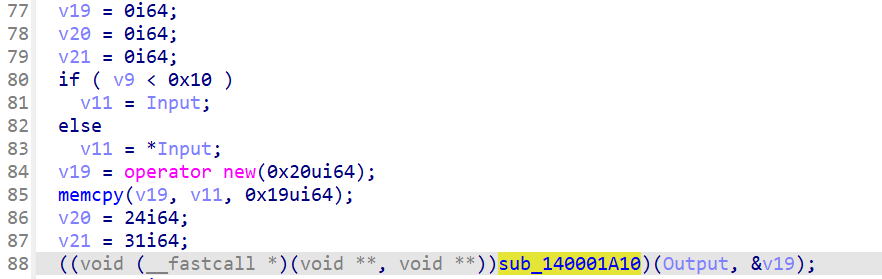 77 v19 = 0i64;
78 v20 = 0i64;
79 v21 = 0i64;
80 if ( v9 < 0x10 )
81 v11 = Input;
82 else
83 v11 = *Input;
84 v19 = operator new(0x20ui64);
85 memcpy(v19, v11, 0x19ui64);
86 v20 = 24i64;
87 v21 = 31i64;
88 ((void (__fastcall *)(void **, void **))sub_140001A10)(Output, &v19);